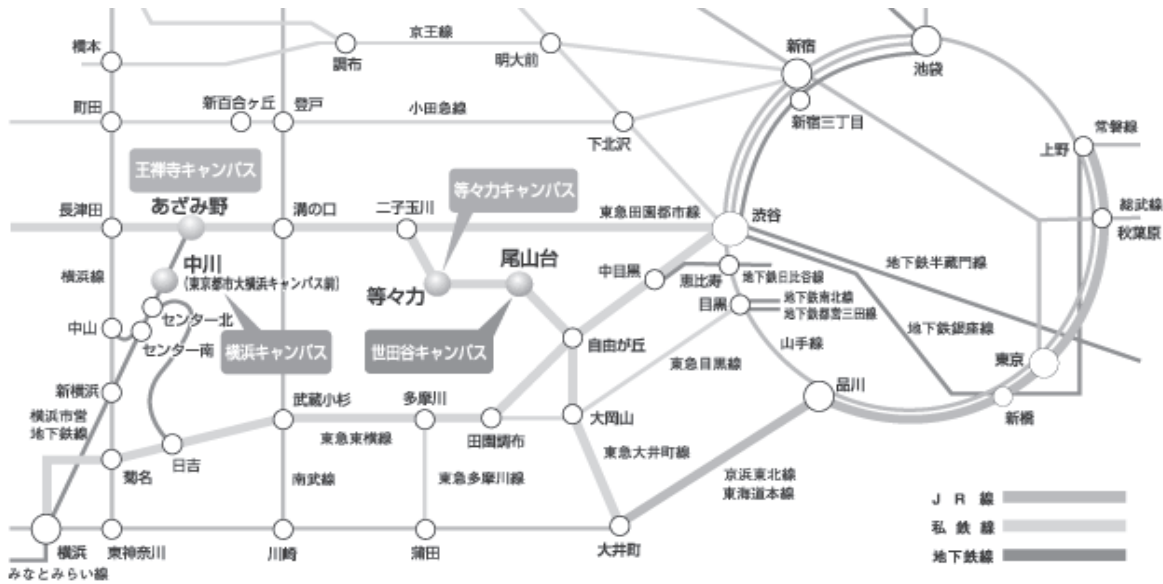 京王線
新宿
池袋
橋本
調布
明大前
常磐線
町田
新百合ヶ丘
登戸
小田急線
新宿三丁目
下北沢
上野
王禅寺キャンパス
等々力キャンパス
あざみ野
長津田
溝の口
二子玉川
東急田園都市線
渋谷
総武線
秋葉原
尾山台
中川
(東京都市大横浜キャンパス前)
中目黒
恵比寿
地下鉄日比谷線
地下鉄半蔵門線
横浜線
等々力
目黒
地下鉄南北線
地下鉄都営三田線
地下鉄銀座線
中山
センター北
センター南
横浜キャンパス
世田谷キャンパス
自由が丘
山手線
東京
東急目黒線
新横浜
品川
武蔵小杉
多摩川
大岡山
新橋
横浜市営
地下鉄線
東急東横線
田園調布
東急大井町線
日吉
菊名
南武線
東急多摩川線
京浜東北線
東海道本線
JR線
私鉄線
地下鉄線
横浜
東神奈川
川崎
蒲田
大井町
みなとみらい線